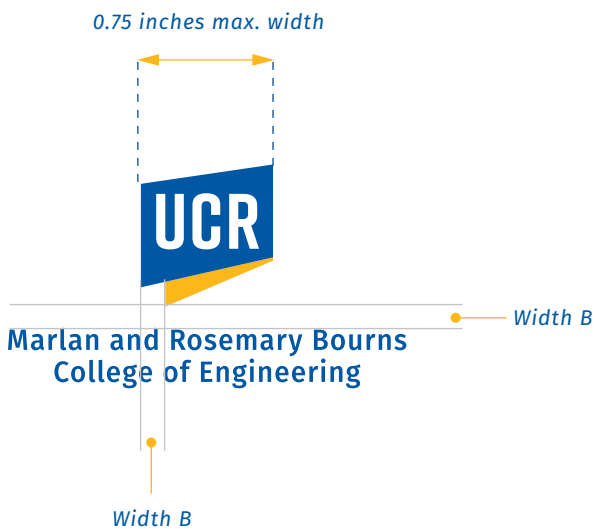 0.75 inches max. width
UCR
Width B
Marlan and Rosemary Bourns
College of Engineering
Width B